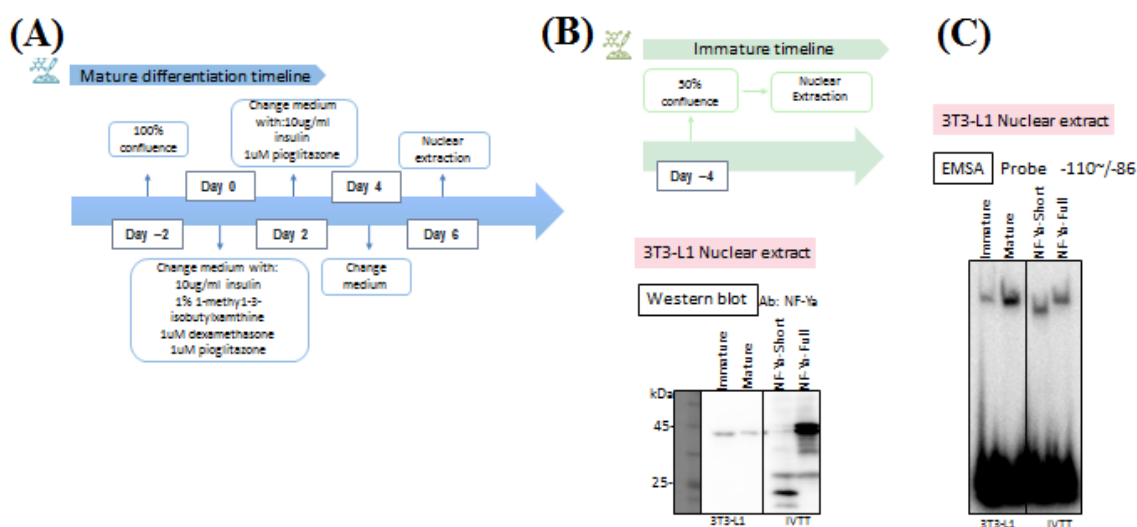 (A)
Mature differentiation timeline
100%
confluence
Change medium
with:10ug/ml
insulin
1uM pioglitazone
Nuclear
extraction
Day 0
Day 4
Day –2
Day 2
Day 6
Change medium with:
10ug/ml insulin
1% 1-methy1-3-
isobutylxamthine
1uM dexamethasone
1uM pioglitazone
Change
medium
(B)
Immature timeline
50%
confluence
Nuclear
Extraction
Day –4
3T3-L1 Nuclear extract
Western blot
Ab: NF-Ya
Immature
Mature
NF-Ya-Short
NF-Ya-Full
kDa
45-
25-
3T3-L1
IVTT
(C)
3T3-L1 Nuclear extract
EMSA
Probe -110~/-86
Immature
Mature
NF-Ya-Short
NF-Ya-Full
3T3-L1
IVTT